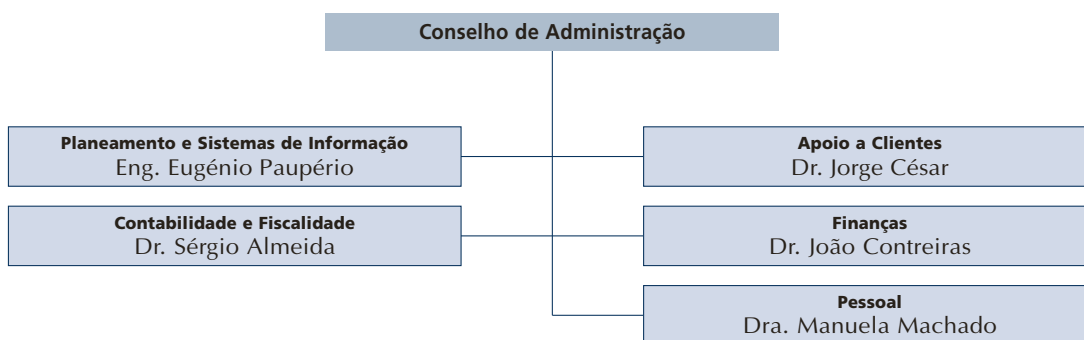 Conselho de Administração
Planeamento e Sistemas de Informação
Eng. Eugénio Paupério
Apoio a Clientes
Dr. Jorge César
Contabilidade e Fiscalidade
Dr. Sérgio Almeida
Finanças
Dr. João Contreiras
Pessoal
Dra. Manuela Machado